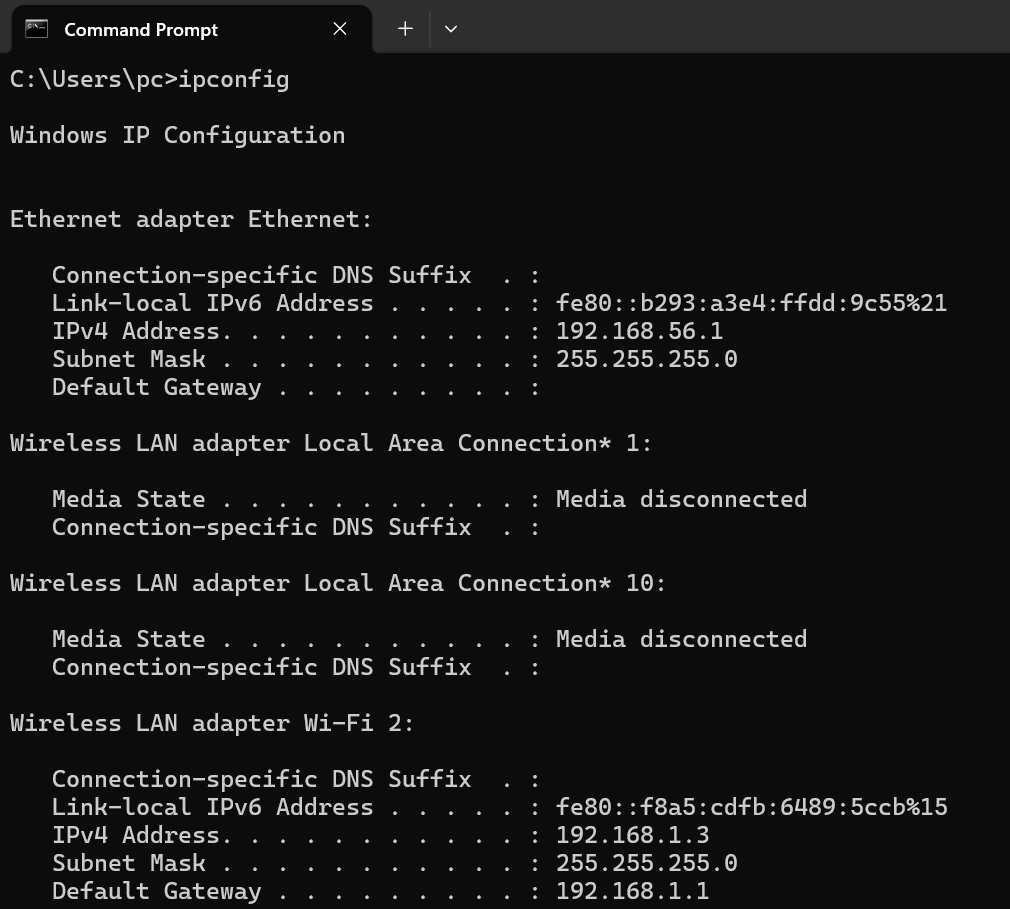 Command Prompt
C:\Users\pc>ipconfig
Windows IP Configuration
Ethernet adapter Ethernet:
Connection-specific DNS Suffix  . :
Link-local IPv6 Address . . . . . : fe80::b293:a3e4:ffdd:9c55%21
IPv4 Address. . . . . . . . . . . : 192.168.56.1
Subnet Mask . . . . . . . . . . . : 255.255.255.0
Default Gateway . . . . . . . . . :
Wireless LAN adapter Local Area Connection* 1:
Media State . . . . . . . . . . . : Media disconnected
Connection-specific DNS Suffix  . :
Wireless LAN adapter Local Area Connection* 10:
Media State . . . . . . . . . . . : Media disconnected
Connection-specific DNS Suffix  . :
Wireless LAN adapter Wi-Fi 2:
Connection-specific DNS Suffix  . :
Link-local IPv6 Address . . . . . : fe80::f8a5:cdfb:6489:5ccb%15
IPv4 Address. . . . . . . . . . . : 192.168.1.3
Subnet Mask . . . . . . . . . . . : 255.255.255.0
Default Gateway . . . . . . . . . : 192.168.1.1